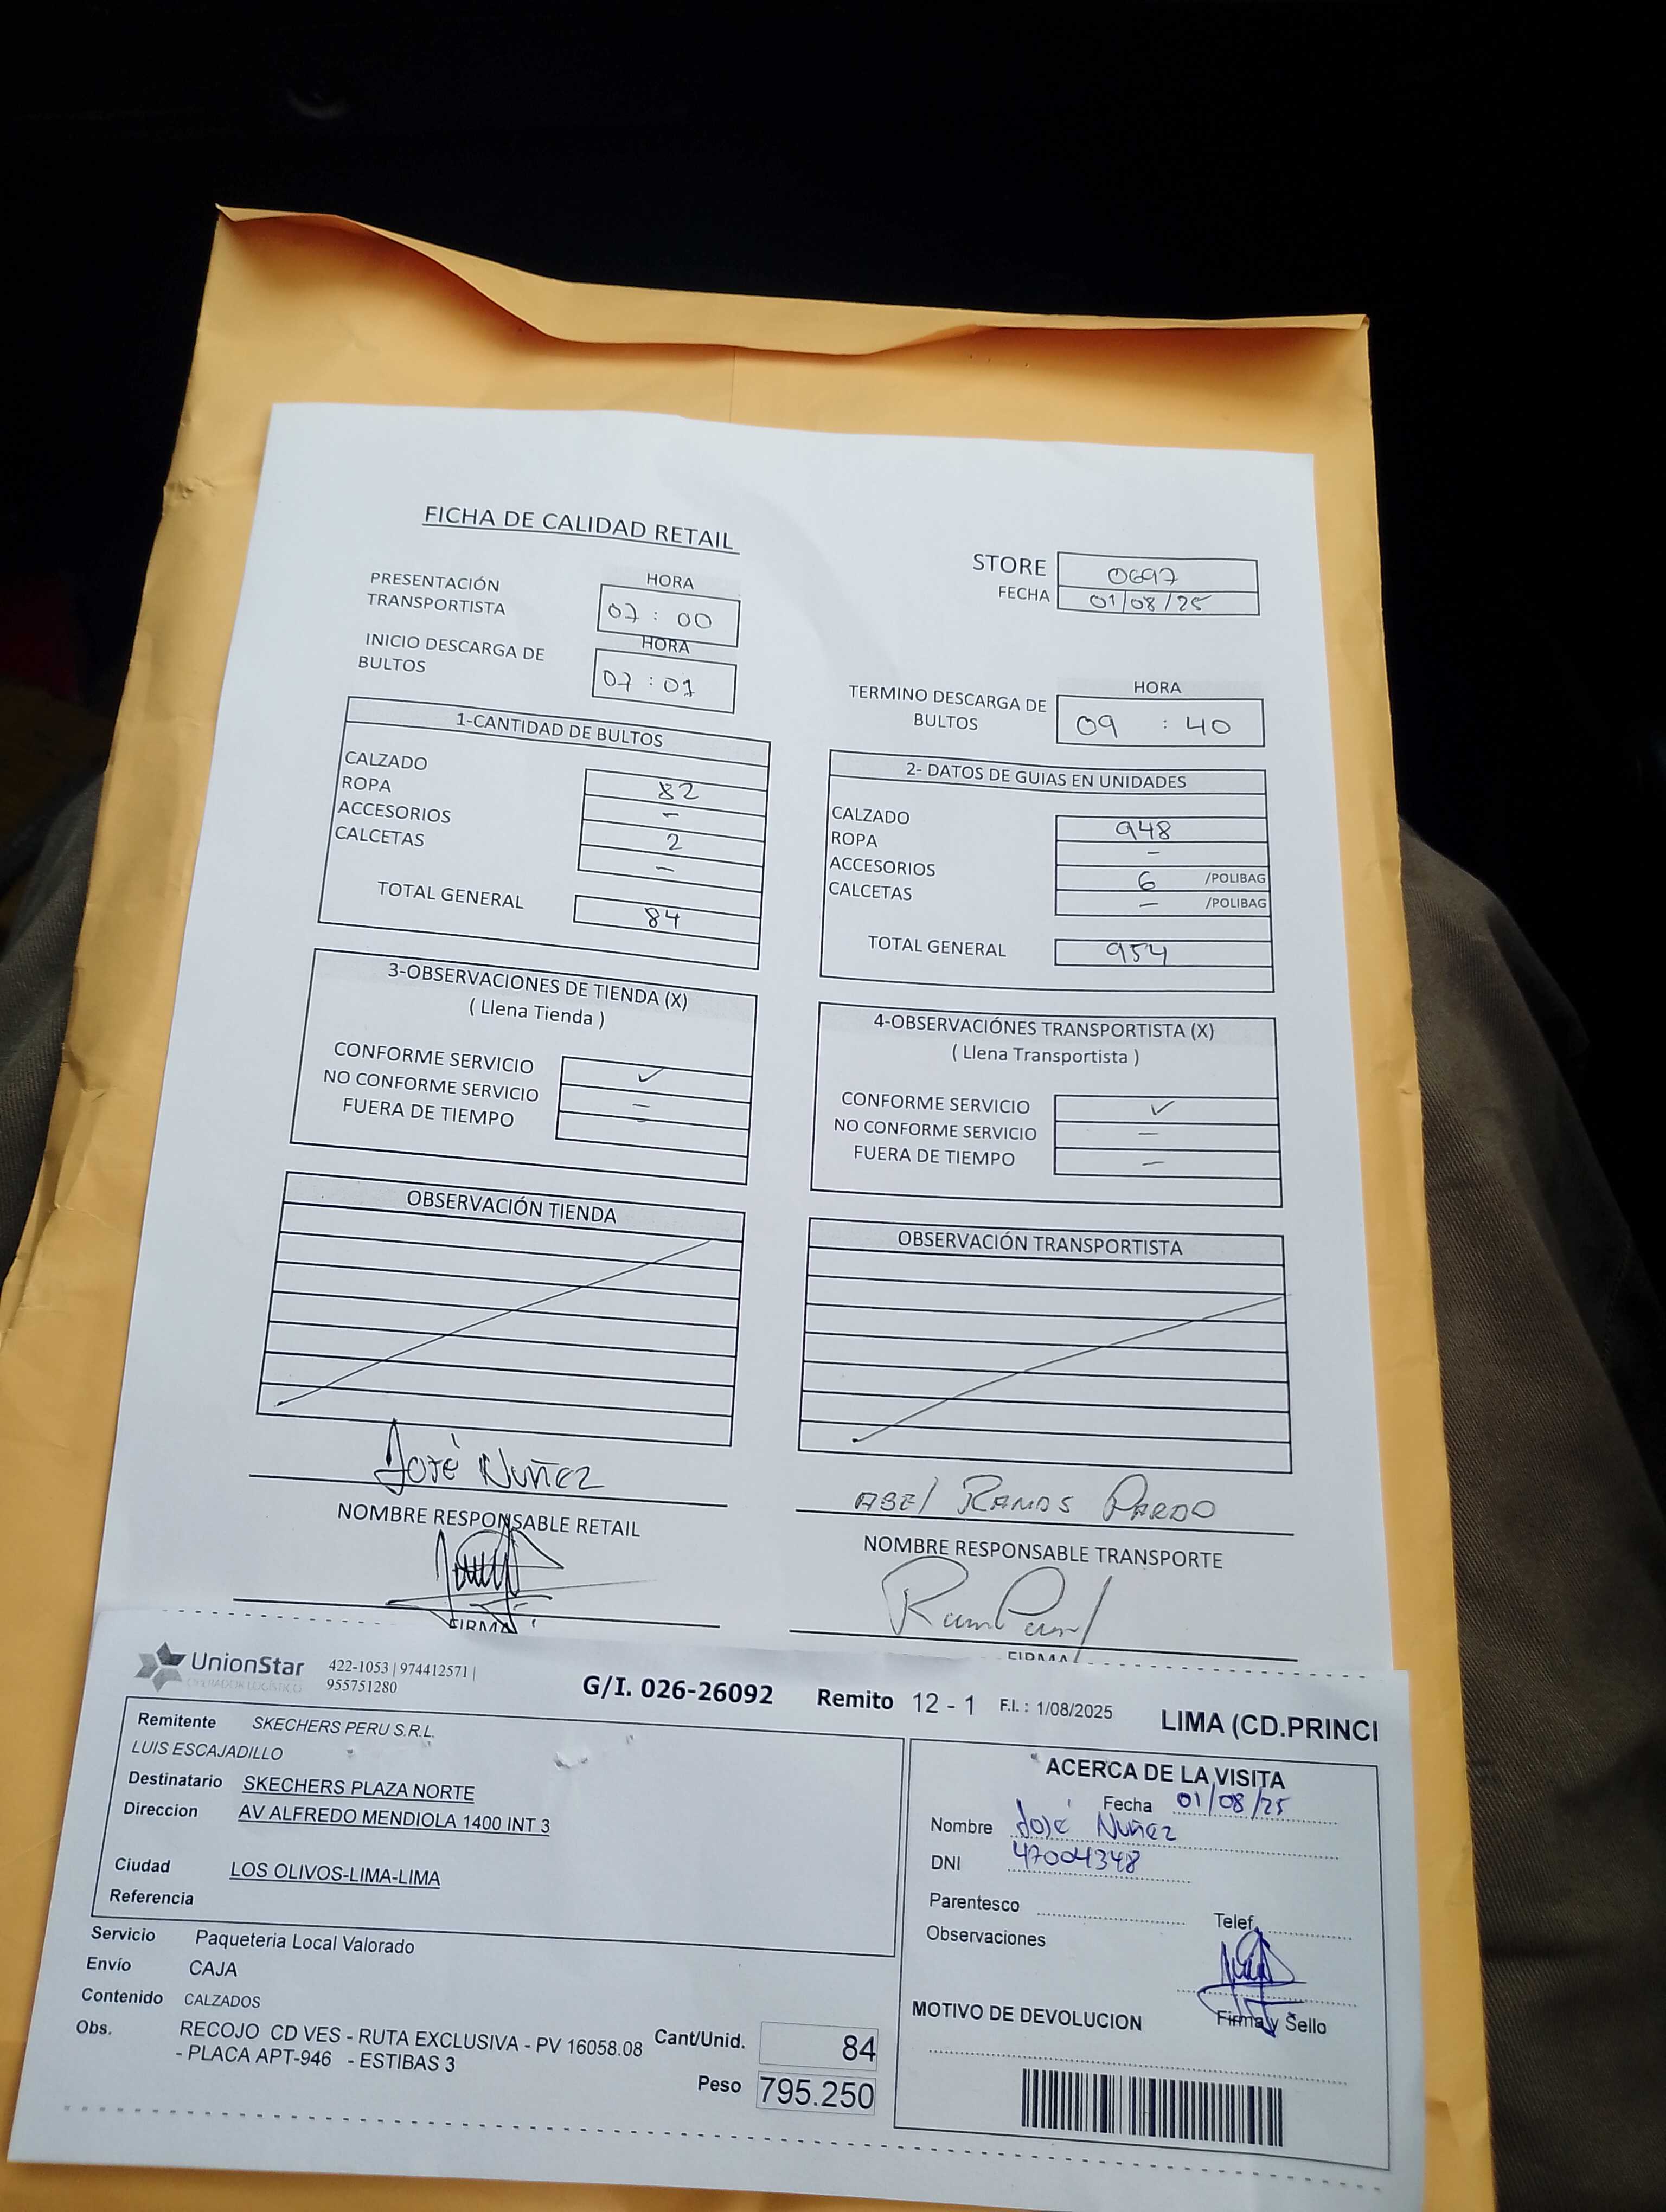 FICHA DE CALIDAD RETAIL
STORE 0697
FECHA 01/08/25
PRESENTACIÓN TRANSPORTISTA
HORA
07 : 00
INICIO DESCARGA DE BULTOS
HORA
07 : 01
TERMINO DESCARGA DE BULTOS
HORA
09 : 40
1-CANTIDAD DE BULTOS
CALZADO 82
ROPA -
ACCESORIOS 2
CALCETAS -
TOTAL GENERAL 84
2- DATOS DE GUIAS EN UNIDADES
CALZADO 948
ROPA -
ACCESORIOS 6 /POLIBAG
CALCETAS - /POLIBAG
TOTAL GENERAL 954
3-OBSERVACIONES DE TIENDA (X)
( Llena Tienda )
CONFORME SERVICIO ✓
NO CONFORME SERVICIO -
FUERA DE TIEMPO -
4-OBSERVACIÓNES TRANSPORTISTA (X)
( Llena Transportista )
CONFORME SERVICIO ✓
NO CONFORME SERVICIO -
FUERA DE TIEMPO -
OBSERVACIÓN TIENDA
OBSERVACIÓN TRANSPORTISTA
José Nuñez
NOMBRE RESPONSABLE RETAIL
FIRMA
ABEl RAMOS PARDO
NOMBRE RESPONSABLE TRANSPORTE
FIRMA
UnionStar
OPERADOR LOGÍSTICO
422-1053 | 974412571 |
955751280
G/I. 026-26092 Remito 12 - 1 F.I. : 1/08/2025 LIMA (CD.PRINCI
Remitente SKECHERS PERU S.R.L.
LUIS ESCAJADILLO
Destinatario SKECHERS PLAZA NORTE
Direccion AV ALFREDO MENDIOLA 1400 INT 3
Ciudad LOS OLIVOS-LIMA-LIMA
Referencia
Servicio Paqueteria Local Valorado
Envío CAJA
Contenido CALZADOS
Obs. RECOJO CD VES - RUTA EXCLUSIVA - PV 16058.08
- PLACA APT-946 - ESTIBAS 3
Cant/Unid. 84
Peso 795.250
ACERCA DE LA VISITA
Fecha 01/08/25
Nombre José Nuñez
DNI 47004348
Parentesco
Telef.
Observaciones
Firma y Sello
MOTIVO DE DEVOLUCION